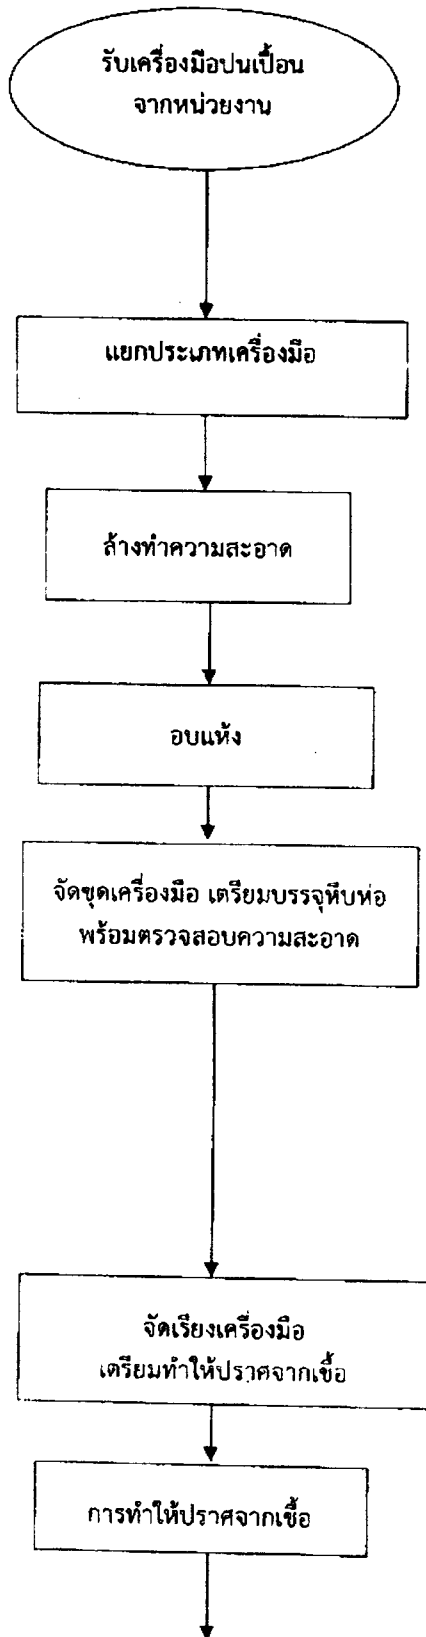 รับเครื่องมือปนเปื้อน
จากหน่วยงาน
แยกประเภทเครื่องมือ
ล้างทำความสะอาด
อบแห้ง
จัดชุดเครื่องมือ เตรียมบรรจุหีบห่อ
พร้อมตรวจสอบความสะอาด
จัดเรียงเครื่องมือ
เตรียมทำให้ปราศจากเชื้อ
การทำให้ปราศจากเชื้อ